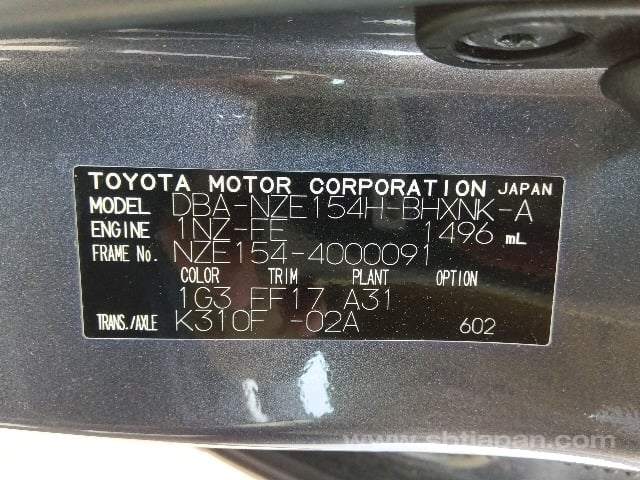 TOYOTA MOTOR CORPORATION JAPAN
MODEL DBA-NZE154H-BHXNK-A
ENGINE 1NZ-FE 1496 mL
FRAME No. NZE154-4000091
COLOR TRIM PLANT OPTION
1G3 FF17 A31
TRANS./AXLE K310F -02A 602
www.sbtjapan.com